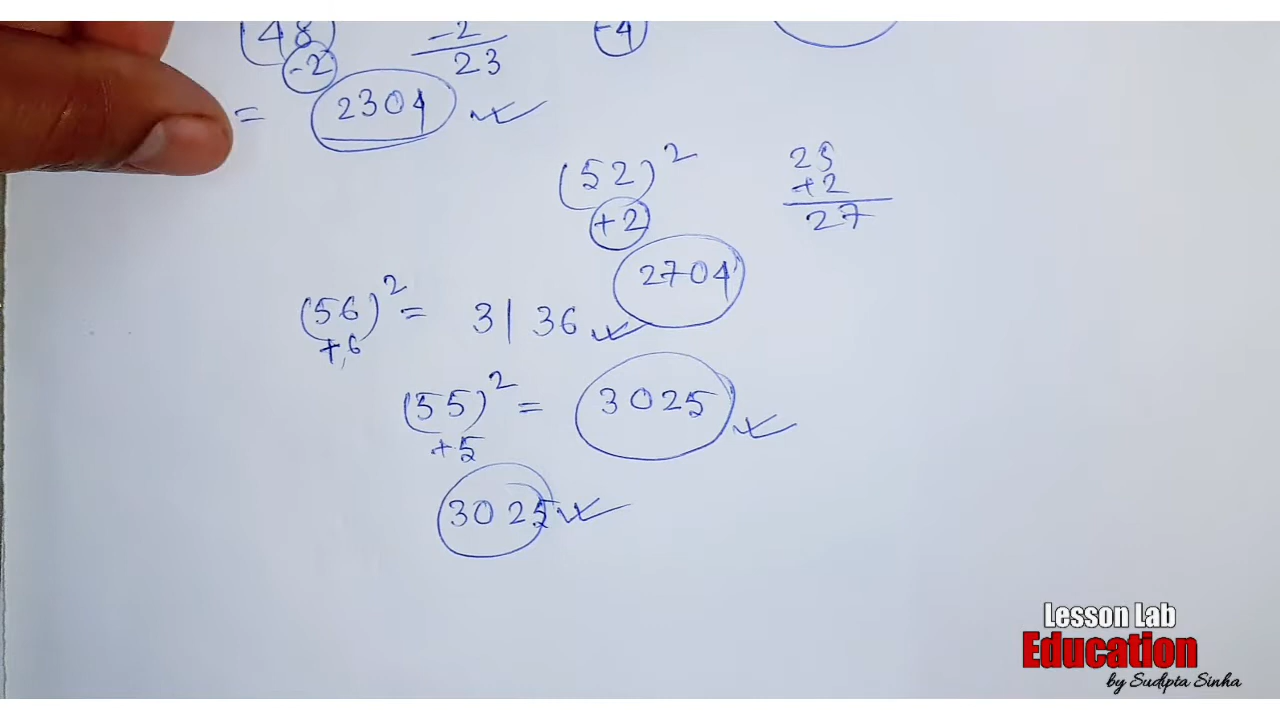 (48) -2 -4
-2 23
= 2304
(52)² 25
+2 +2
27
2704
(56)² = 3| 36
+6
(55)² = 3025
+5
3025
Lesson Lab
Education
by Sudipta Sinha